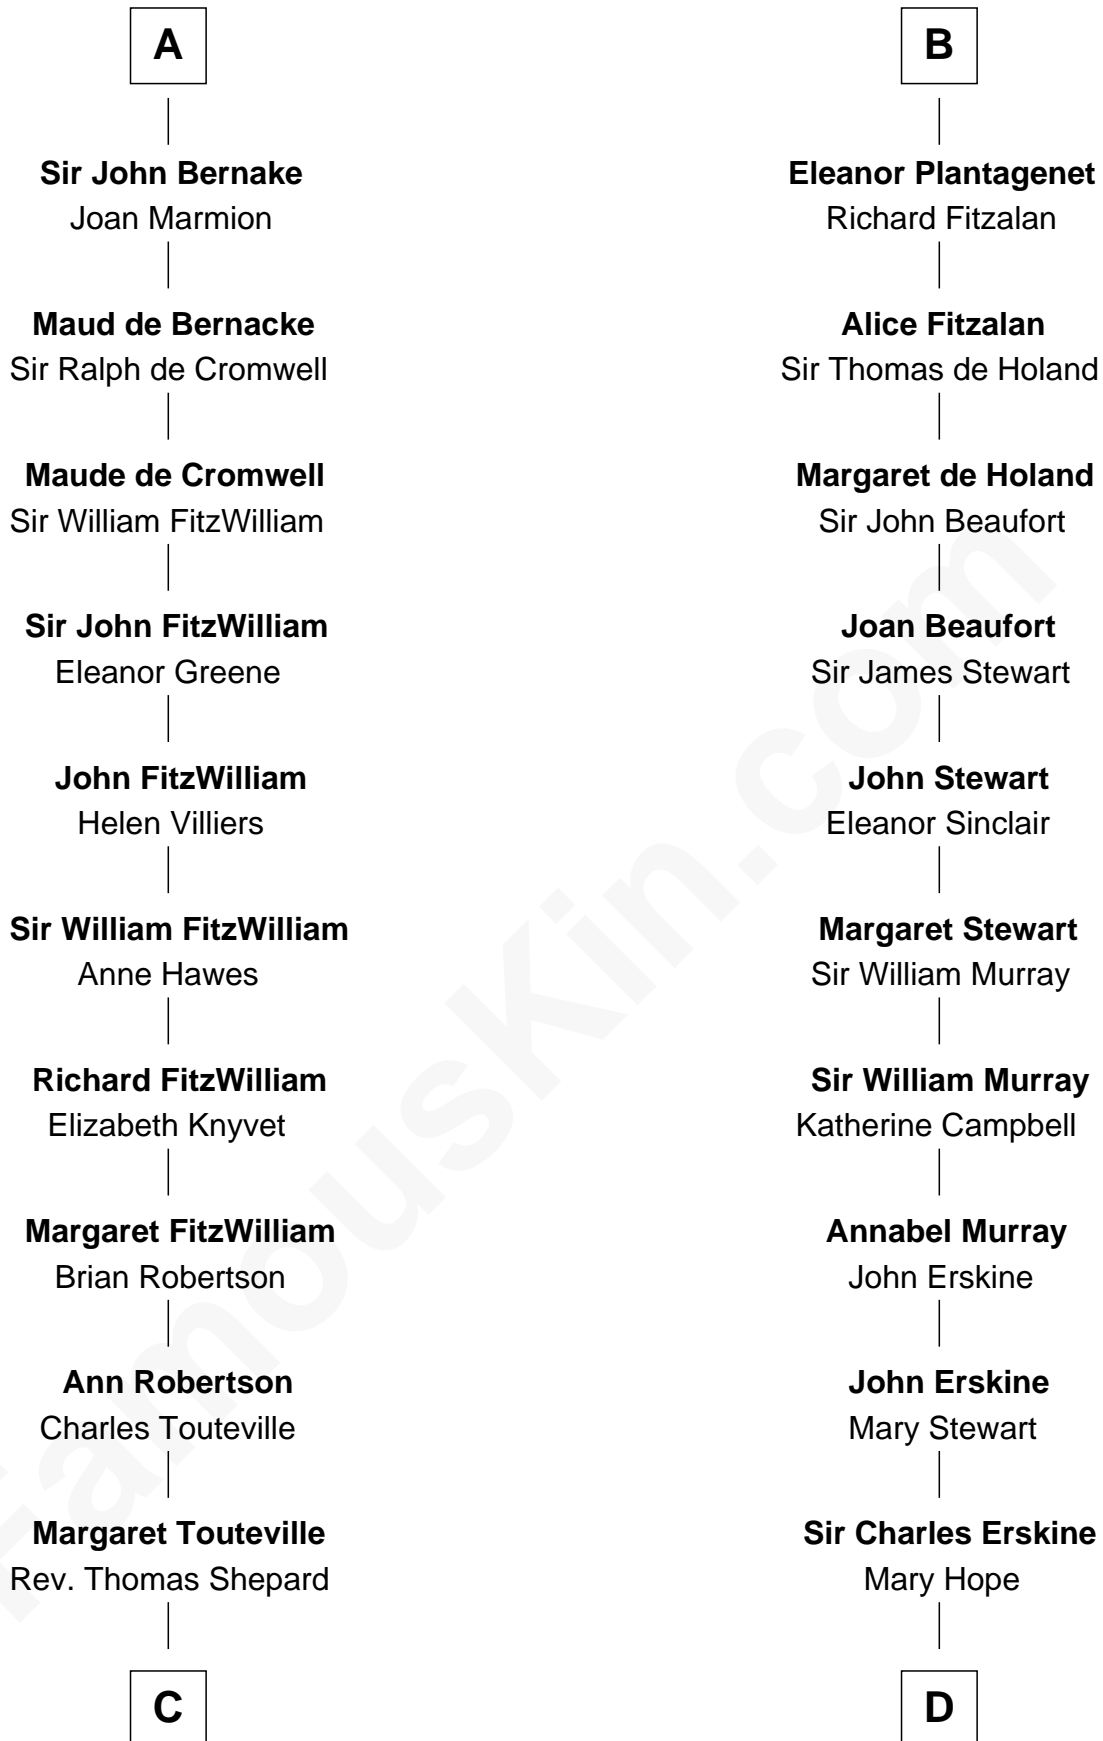 A
Sir John Bernake
Joan Marmion
Maud de Bernacke
Sir Ralph de Cromwell
Maude de Cromwell
Sir William FitzWilliam
Sir John FitzWilliam
Eleanor Greene
John FitzWilliam
Helen Villiers
Sir William FitzWilliam
Anne Hawes
Richard FitzWilliam
Elizabeth Knyvet
Margaret FitzWilliam
Brian Robertson
Ann Robertson
Charles Touteville
Margaret Touteville
Rev. Thomas Shepard
C
B
Eleanor Plantagenet
Richard Fitzalan
Alice Fitzalan
Sir Thomas de Holand
Margaret de Holand
Sir John Beaufort
Joan Beaufort
Sir James Stewart
John Stewart
Eleanor Sinclair
Margaret Stewart
Sir William Murray
Sir William Murray
Katherine Campbell
Annabel Murray
John Erskine
John Erskine
Mary Stewart
Sir Charles Erskine
Mary Hope
D
FamousKin.com